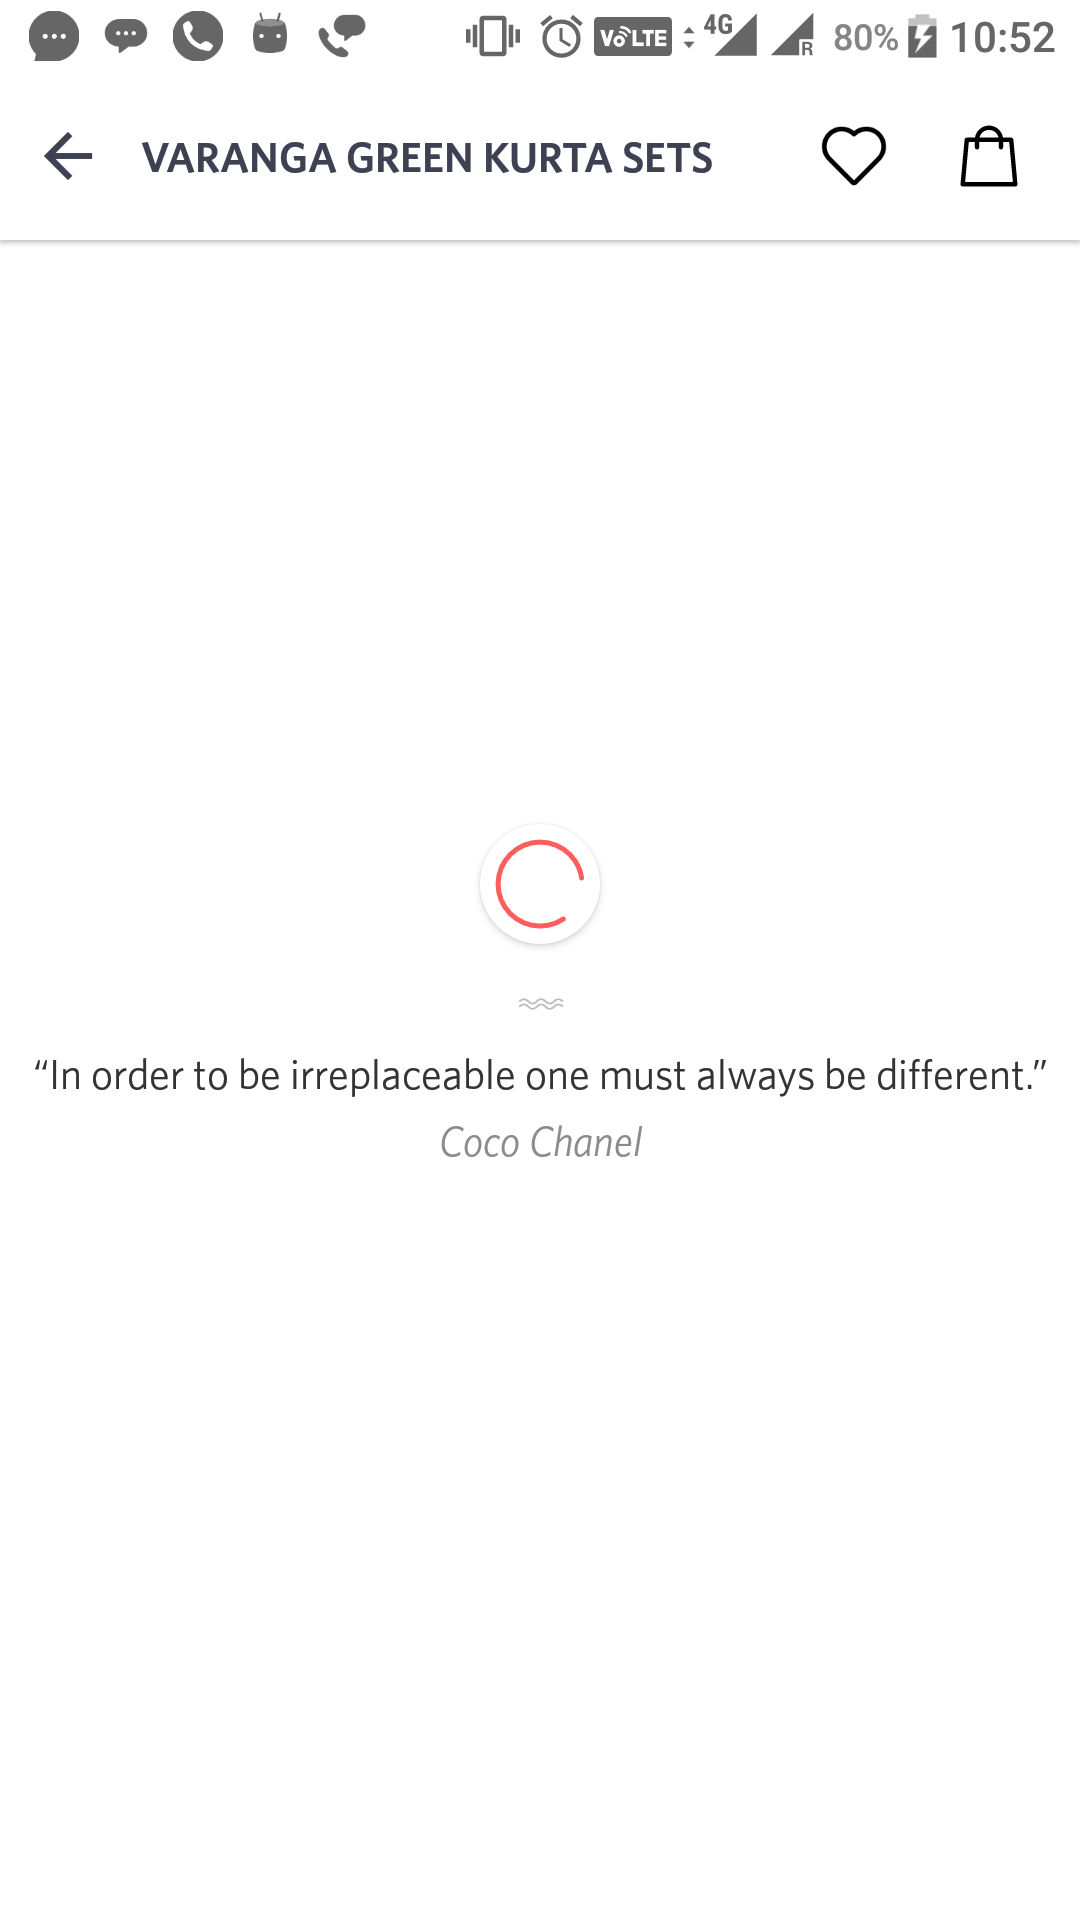 VoLTE 4G R 80% 10:52
VARANGA GREEN KURTA SETS
“In order to be irreplaceable one must always be different.”
Coco Chanel